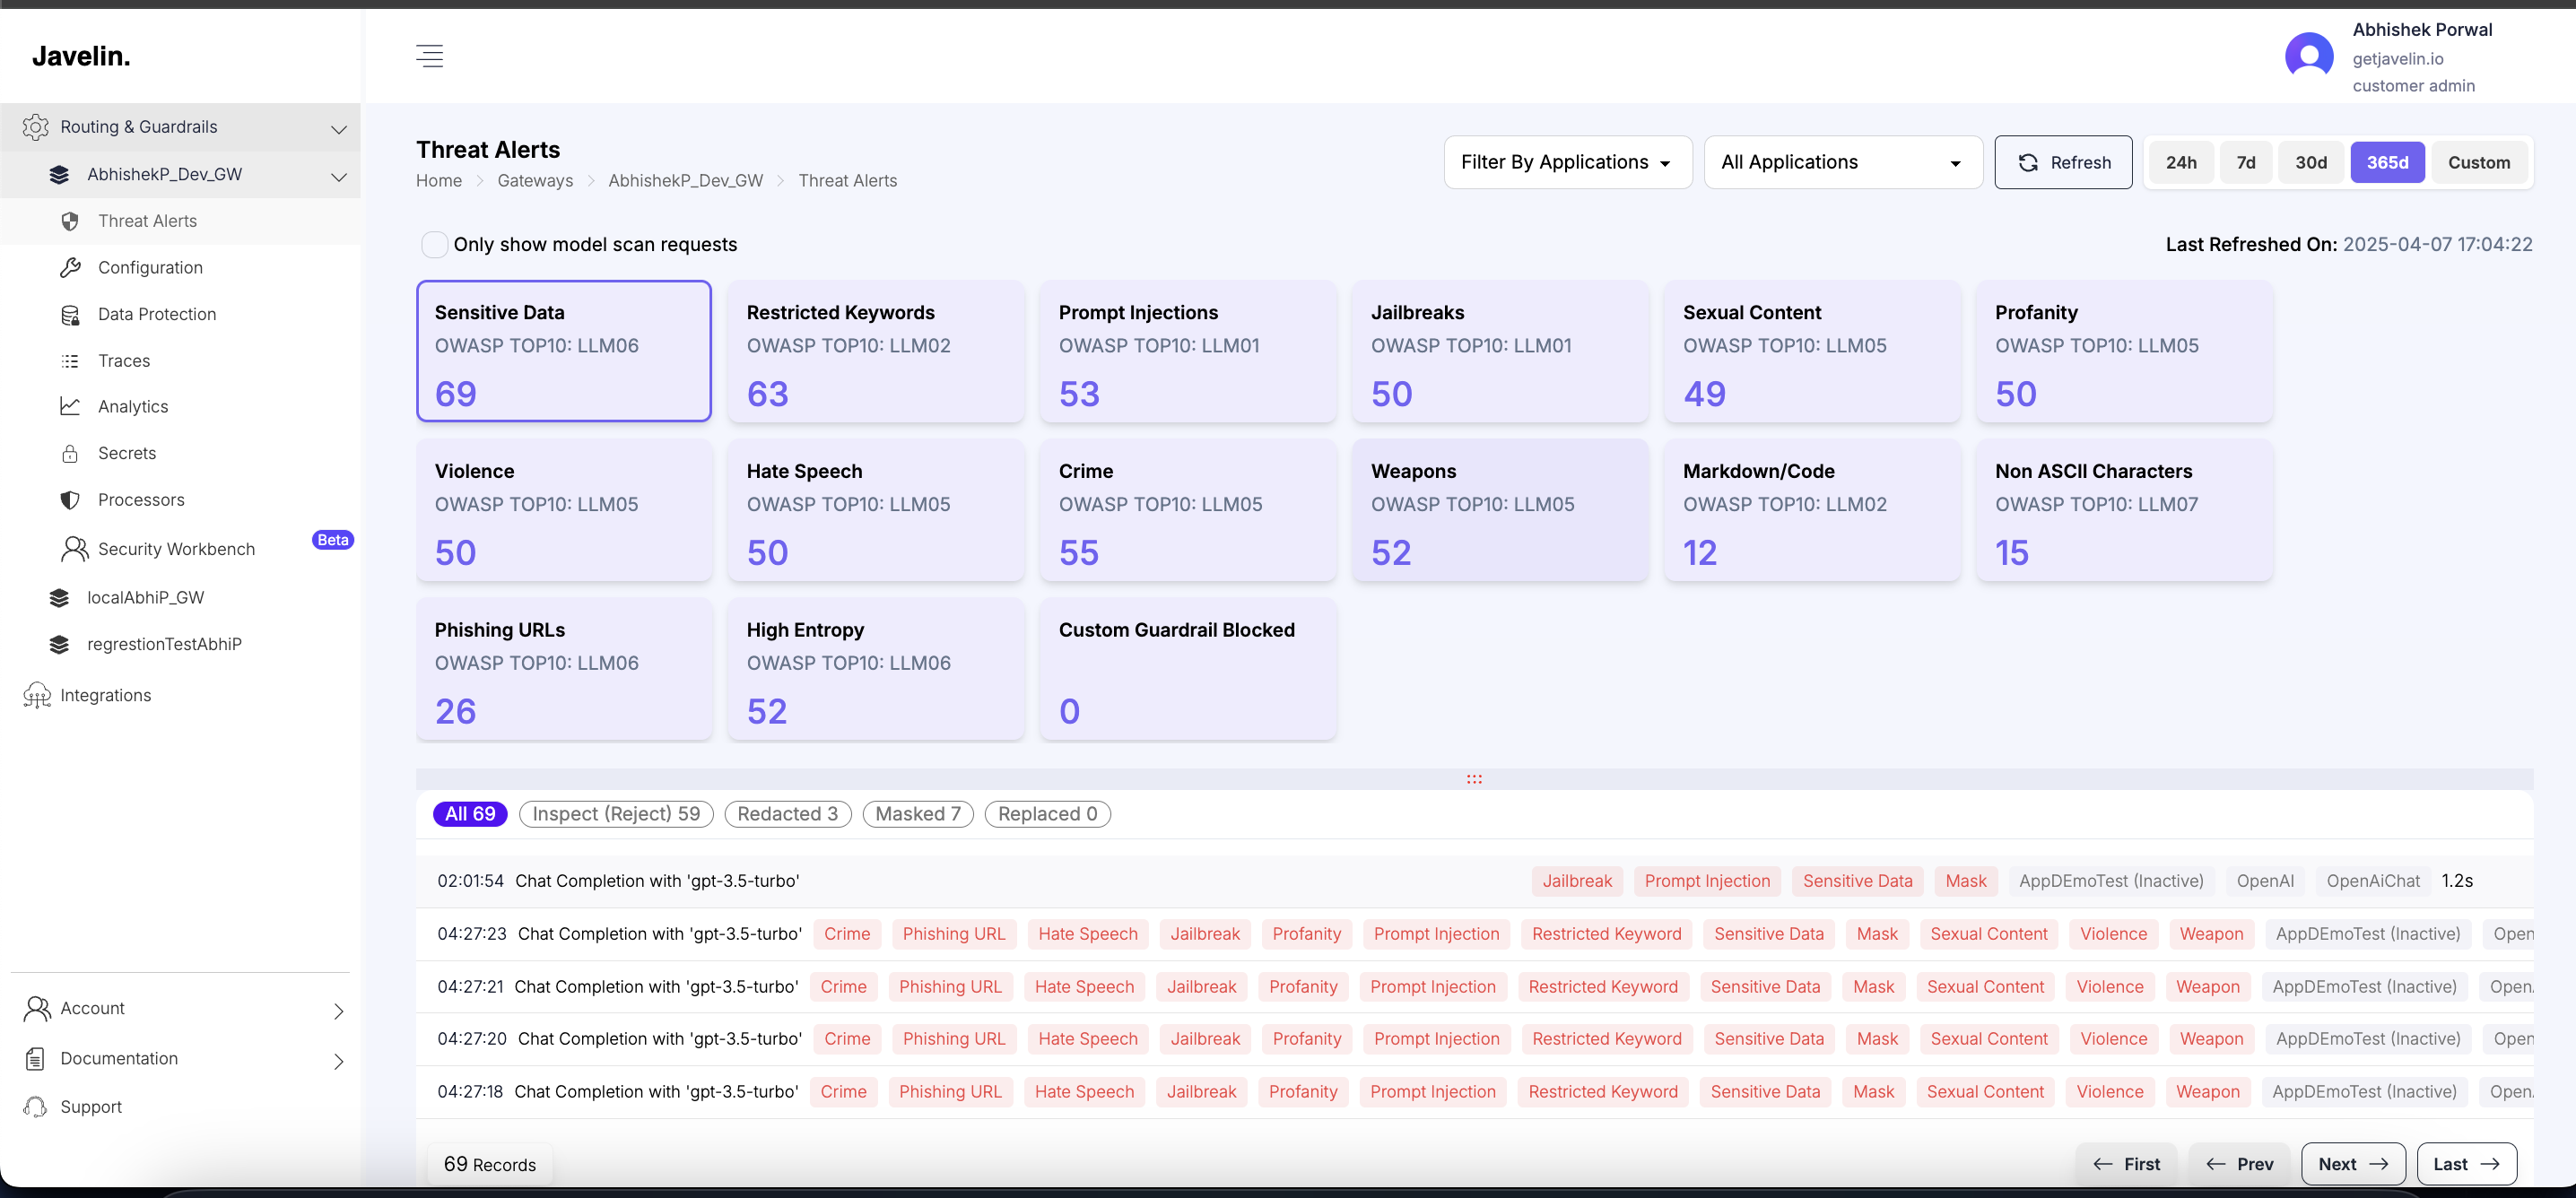 Javelin.
Abhishek Porwal
getjavelin.io
customer admin
Routing & Guardrails
AbhishekP_Dev_GW
Threat Alerts
Configuration
Data Protection
Traces
Analytics
Secrets
Processors
Security Workbench
Beta
localAbhiP_GW
regrestionTestAbhiP
Integrations
Account
Documentation
Support
Threat Alerts
Home > Gateways > AbhishekP_Dev_GW > Threat Alerts
Filter By Applications
All Applications
Refresh
24h 7d 30d 365d Custom
Only show model scan requests
Last Refreshed On: 2025-04-07 17:04:22
Sensitive Data
OWASP TOP10: LLM06
69
Restricted Keywords
OWASP TOP10: LLM02
63
Prompt Injections
OWASP TOP10: LLM01
53
Jailbreaks
OWASP TOP10: LLM01
50
Sexual Content
OWASP TOP10: LLM05
49
Profanity
OWASP TOP10: LLM05
50
Violence
OWASP TOP10: LLM05
50
Hate Speech
OWASP TOP10: LLM05
50
Crime
OWASP TOP10: LLM05
55
Weapons
OWASP TOP10: LLM05
52
Markdown/Code
OWASP TOP10: LLM02
12
Non ASCII Characters
OWASP TOP10: LLM07
15
Phishing URLs
OWASP TOP10: LLM06
26
High Entropy
OWASP TOP10: LLM06
52
Custom Guardrail Blocked
0
All 69 Inspect (Reject) 59 Redacted 3 Masked 7 Replaced 0
02:01:54 Chat Completion with 'gpt-3.5-turbo' Jailbreak Prompt Injection Sensitive Data Mask AppDEmoTest (Inactive) OpenAI OpenAiChat 1.2s
04:27:23 Chat Completion with 'gpt-3.5-turbo' Crime Phishing URL Hate Speech Jailbreak Profanity Prompt Injection Restricted Keyword Sensitive Data Mask Sexual Content Violence Weapon AppDEmoTest (Inactive) Open
04:27:21 Chat Completion with 'gpt-3.5-turbo' Crime Phishing URL Hate Speech Jailbreak Profanity Prompt Injection Restricted Keyword Sensitive Data Mask Sexual Content Violence Weapon AppDEmoTest (Inactive) Open
04:27:20 Chat Completion with 'gpt-3.5-turbo' Crime Phishing URL Hate Speech Jailbreak Profanity Prompt Injection Restricted Keyword Sensitive Data Mask Sexual Content Violence Weapon AppDEmoTest (Inactive) Open
04:27:18 Chat Completion with 'gpt-3.5-turbo' Crime Phishing URL Hate Speech Jailbreak Profanity Prompt Injection Restricted Keyword Sensitive Data Mask Sexual Content Violence Weapon AppDEmoTest (Inactive) Open
69 Records
← First ← Prev Next → Last →